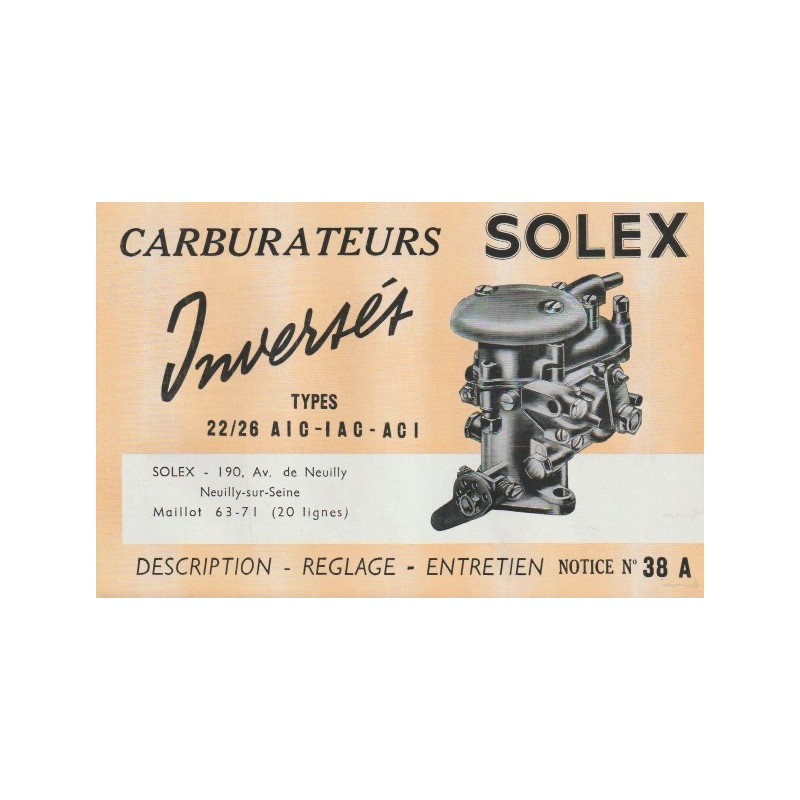 CARBURATEURS SOLEX
Inversés
TYPES
22/26 AIC-IAC-ACI
SOLEX - 190, Av. de Neuilly
Neuilly-sur-Seine
Maillot 63-71 (20 lignes)
DESCRIPTION - REGLAGE - ENTRETIEN NOTICE N° 38 A